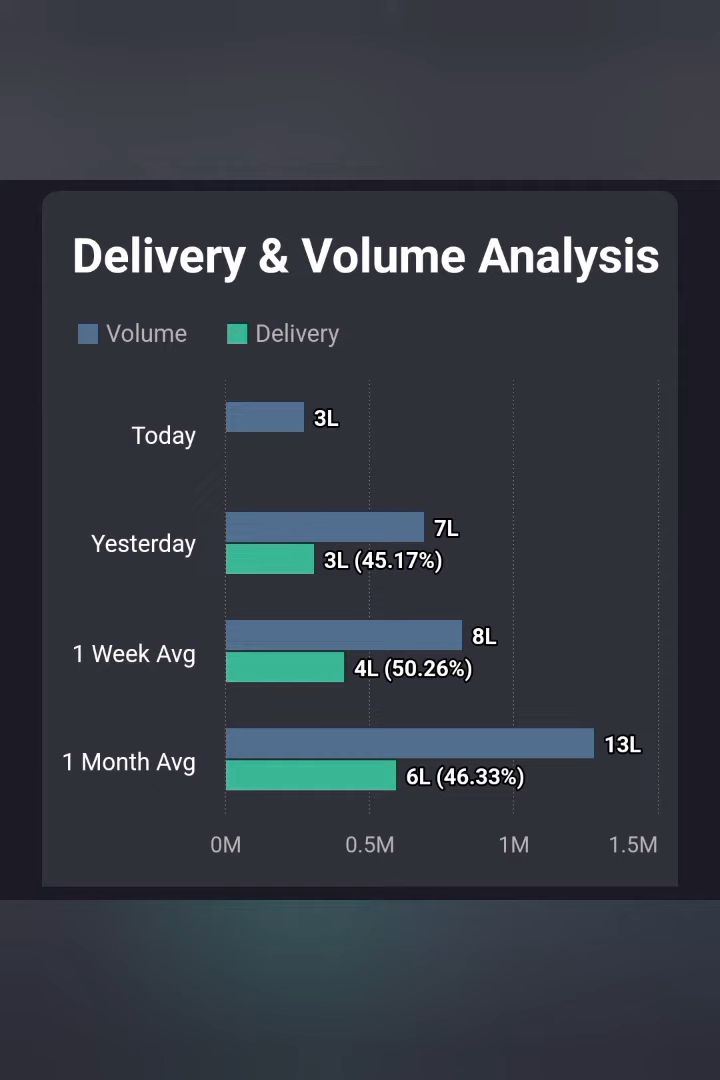 Delivery & Volume Analysis
Volume Delivery
Today 3L
Yesterday 7L
3L (45.17%)
1 Week Avg 8L
4L (50.26%)
1 Month Avg 13L
6L (46.33%)
0M 0.5M 1M 1.5M